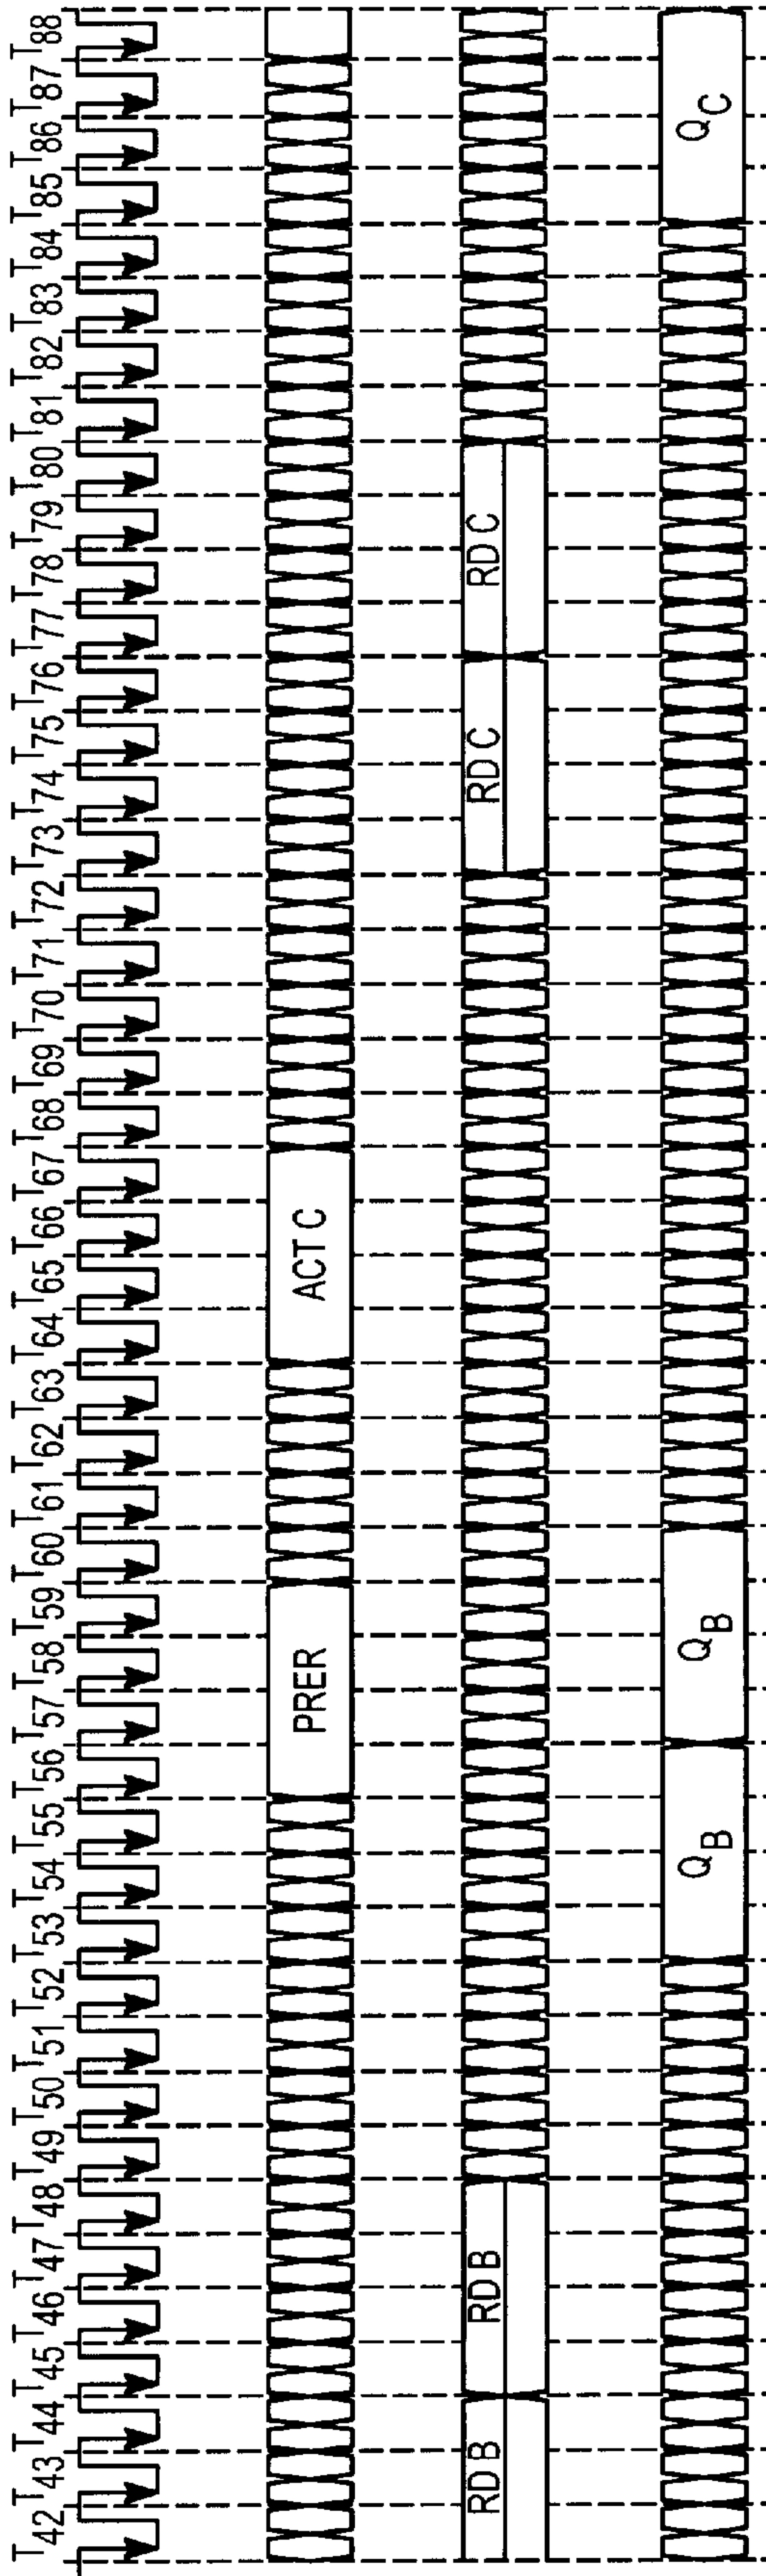 T42 T43 T44 T45 T46 T47 T48 T49 T50 T51 T52 T53 T54 T55 T56 T57 T58 T59 T60 T61 T62 T63 T64 T65 T66 T67 T68 T69 T70 T71 T72 T73 T74 T75 T76 T77 T78 T79 T80 T81 T82 T83 T84 T85 T86 T87 T88
PRER ACT C
RD B RD B RD C RD C
QB QB QC